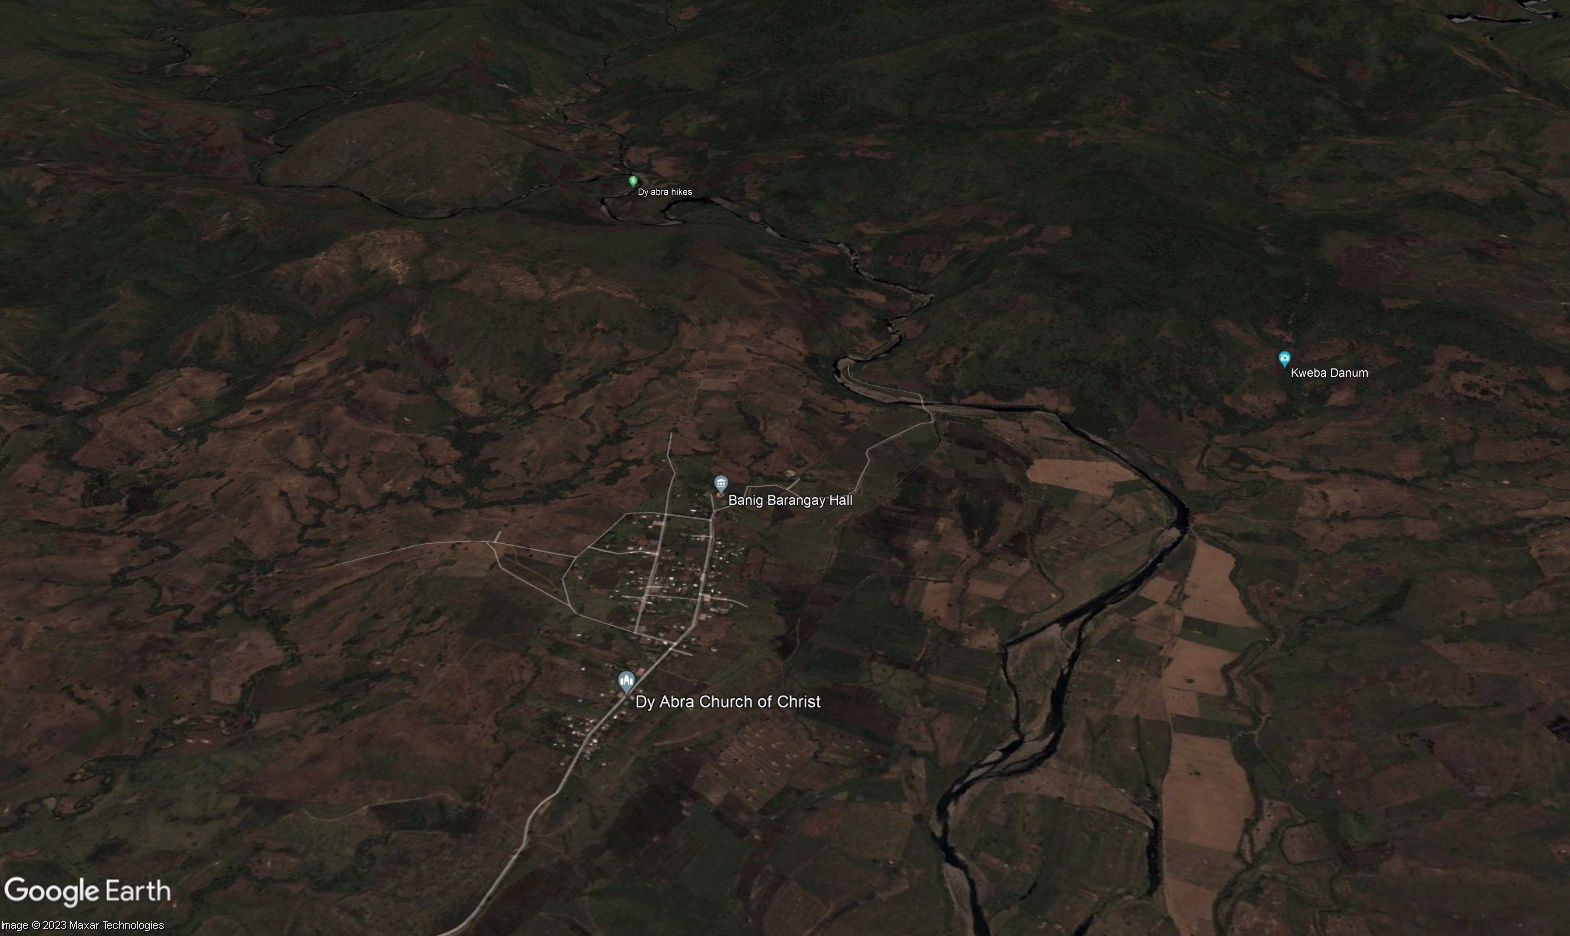 Dy abra hikes
Kweba Danum
Banig Barangay Hall
Dy Abra Church of Christ
Google Earth
Image © 2023 Maxar Technologies